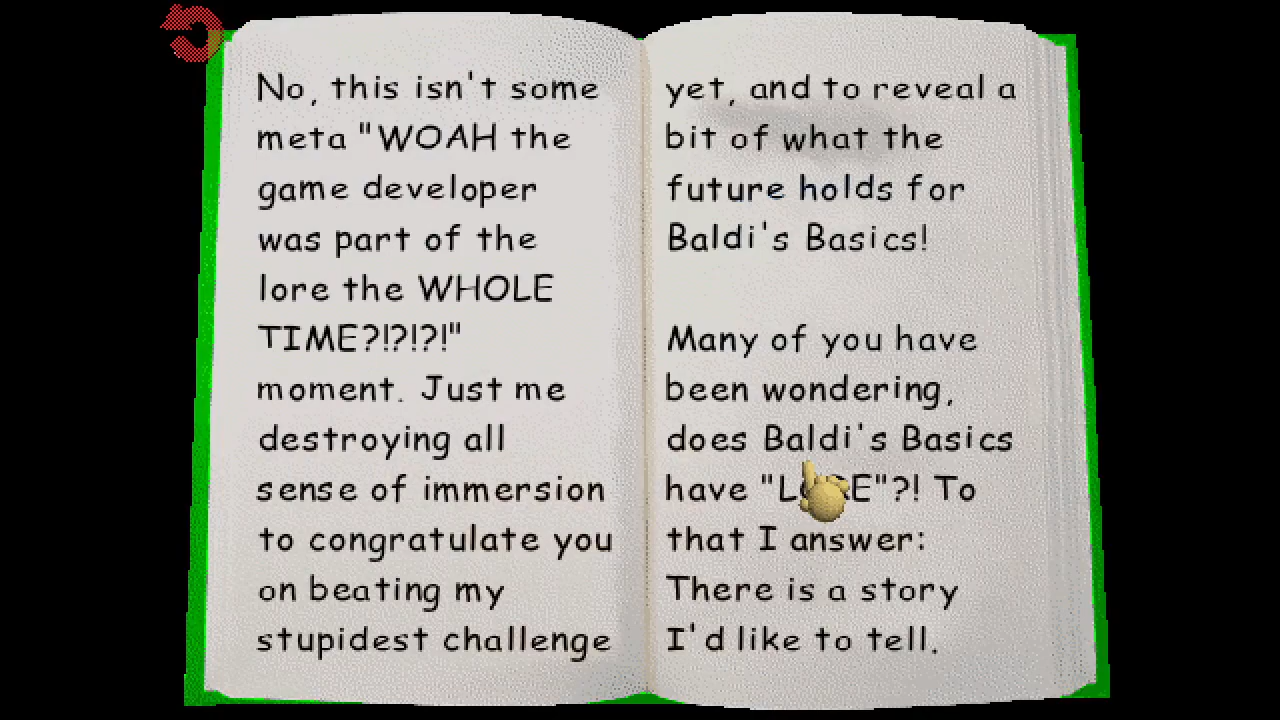 No, this isn't some
meta "WOAH the
game developer
was part of the
lore the WHOLE
TIME?!?!?!"
moment. Just me
destroying all
sense of immersion
to congratulate you
on beating my
stupidest challenge
yet, and to reveal a
bit of what the
future holds for
Baldi's Basics!
Many of you have
been wondering,
does Baldi's Basics
have "LORE"?! To
that I answer:
There is a story
I'd like to tell.